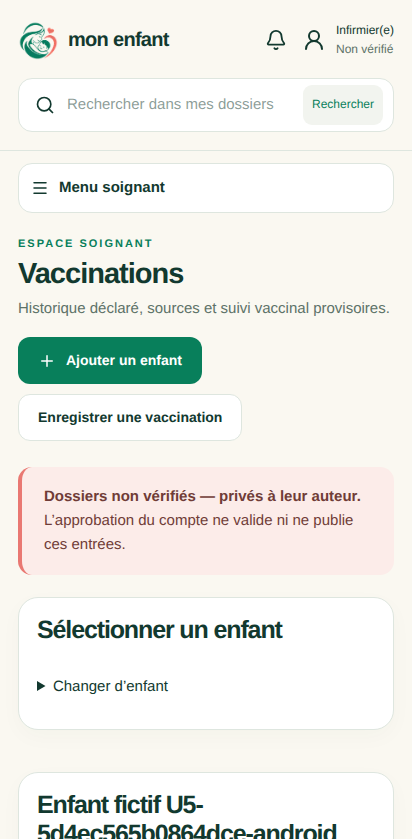 mon enfant
Infirmier(e)
Non vérifié
Rechercher dans mes dossiers
Rechercher
Menu soignant
ESPACE SOIGNANT
Vaccinations
Historique déclaré, sources et suivi vaccinal provisoires.
Ajouter un enfant
Enregistrer une vaccination
Dossiers non vérifiés — privés à leur auteur.
L’approbation du compte ne valide ni ne publie
ces entrées.
Sélectionner un enfant
Changer d’enfant
Enfant fictif U5-
5d4ec565b0864dce-android